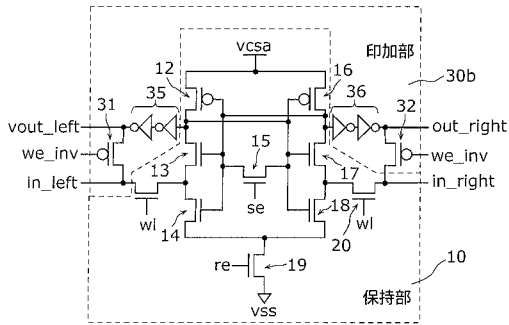 vcsa
印加部
30b
12
16
31
35
36
32
vout_left
out_right
we_inv
we_inv
13
15
17
in_left
in_right
wl
se
wl
14
18
20
re
19
10
vss
保持部